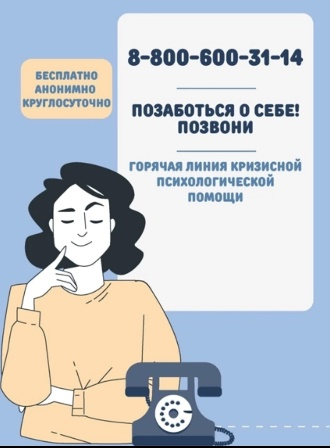 8-800-600-31-14
БЕСПЛАТНО
АНОНИМНО
КРУГЛОСУТОЧНО
ПОЗАБОТЬСЯ О СЕБЕ!
ПОЗВОНИ
ГОРЯЧАЯ ЛИНИЯ КРИЗИСНОЙ
ПСИХОЛОГИЧЕСКОЙ
ПОМОЩИ